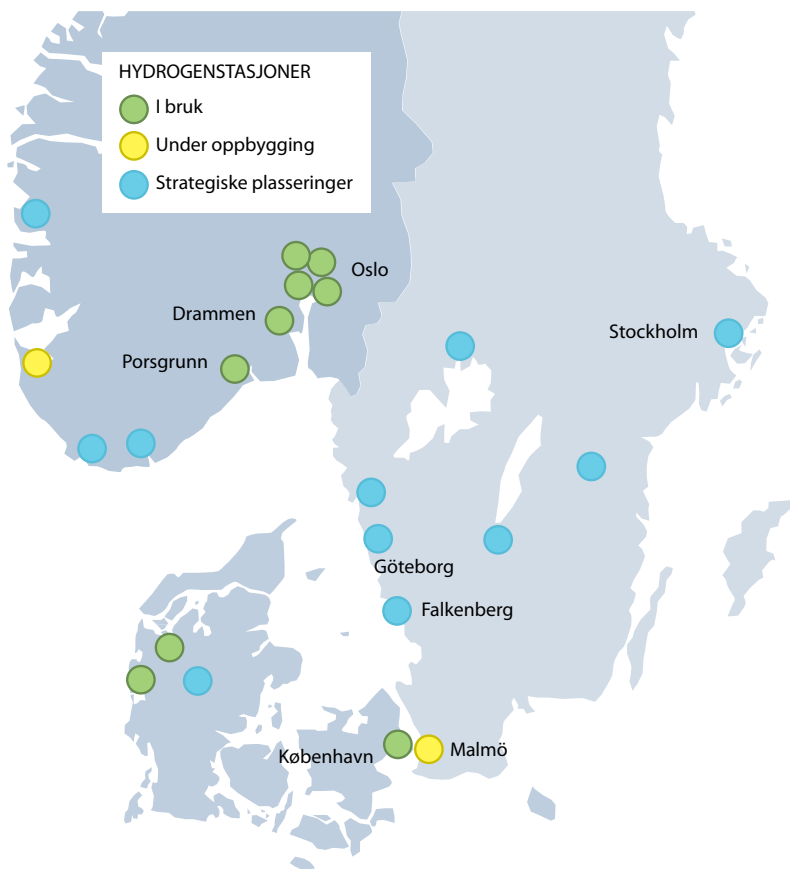 HYDROGENSTASJONER
I bruk
Under oppbygging
Strategiske plasseringer
Oslo
Drammen
Stockholm
Porsgrunn
Göteborg
Falkenberg
København
Malmö